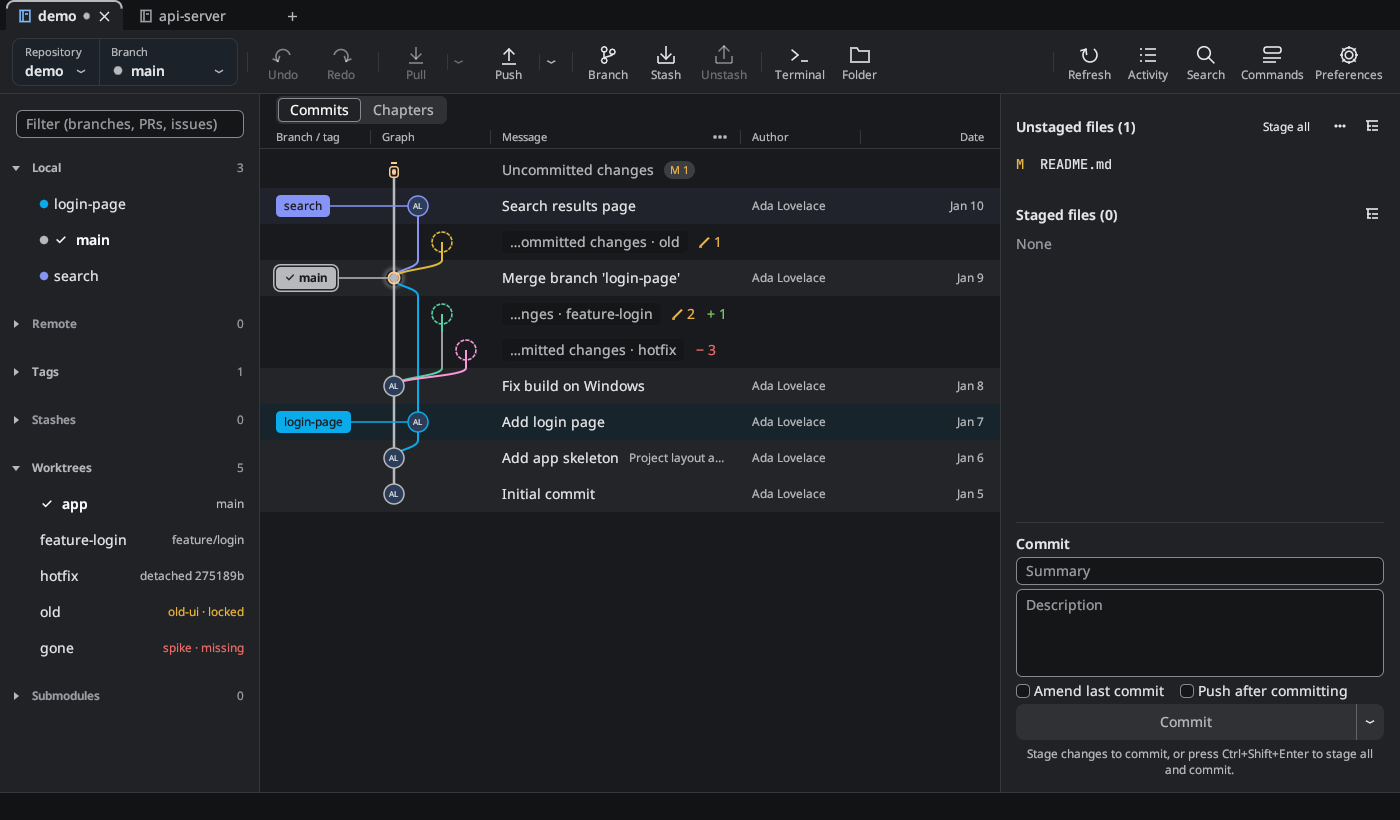 demo
api-server
Repository
demo
Branch
main
Undo
Redo
Pull
Push
Branch
Stash
Unstash
Terminal
Folder
Refresh
Activity
Search
Commands
Preferences
Filter (branches, PRs, issues)
Local 3
login-page
main
search
Remote 0
Tags 1
Stashes 0
Worktrees 5
app main
feature-login feature/login
hotfix detached 275189b
old old-ui · locked
gone spike · missing
Submodules 0
Commits Chapters
Branch / tag Graph Message ••• Author Date
Uncommitted changes M 1
search AL Search results page Ada Lovelace Jan 10
...ommitted changes · old 1
main Merge branch 'login-page' Ada Lovelace Jan 9
...nges · feature-login 2 + 1
...mitted changes · hotfix − 3
AL Fix build on Windows Ada Lovelace Jan 8
login-page AL Add login page Ada Lovelace Jan 7
AL Add app skeleton Project layout a... Ada Lovelace Jan 6
AL Initial commit Ada Lovelace Jan 5
Unstaged files (1) Stage all •••
M README.md
Staged files (0)
None
Commit
Summary
Description
Amend last commit Push after committing
Commit
Stage changes to commit, or press Ctrl+Shift+Enter to stage all
and commit.